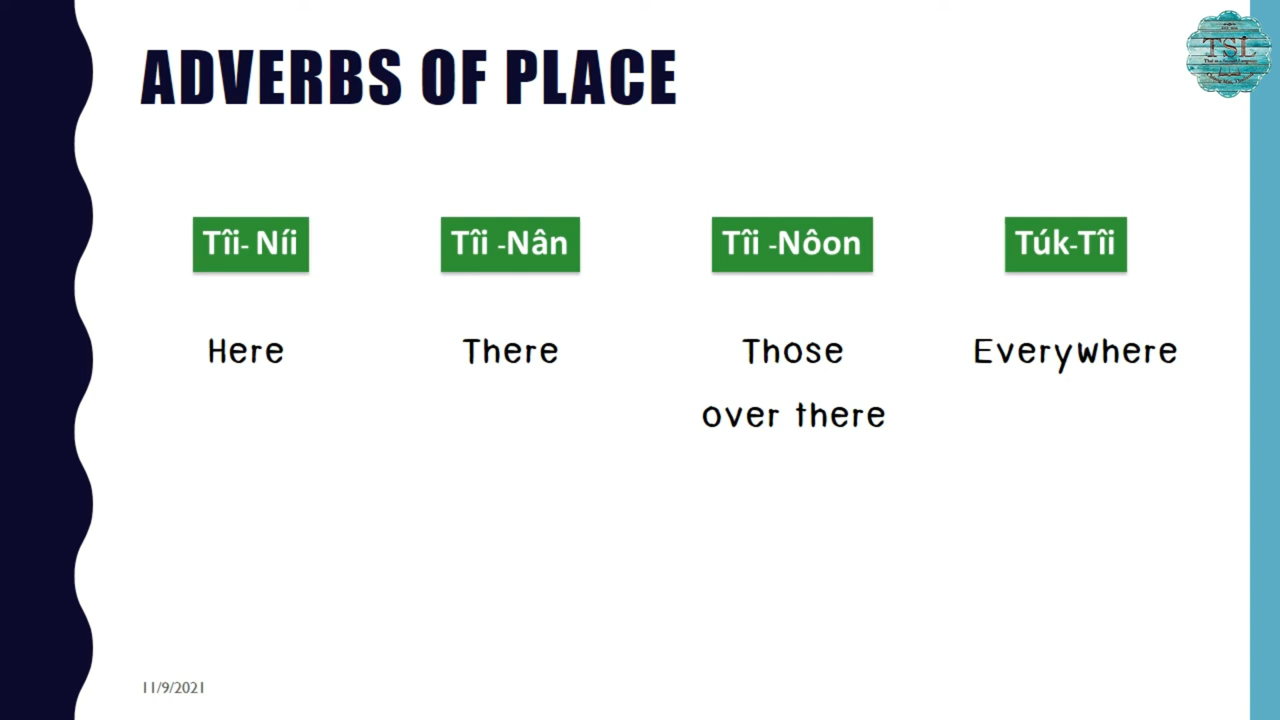 ADVERBS OF PLACE
TSL
Tîi- Níi
Tîi -Nân
Tîi -Nôon
Túk-Tîi
Here
There
Those
over there
Everywhere
11/9/2021